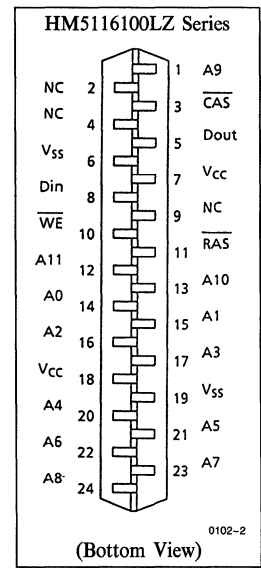 HM5116100LZ Series
1 A9
NC 2
3 CAS
NC 4
5 Dout
VSS 6
7 VCC
Din 8
9 NC
WE 10
11 RAS
A11 12
13 A10
A0 14
15 A1
A2 16
17 A3
VCC 18
19 VSS
A4 20
21 A5
A6 22
23 A7
A8 24
0102-2
(Bottom View)